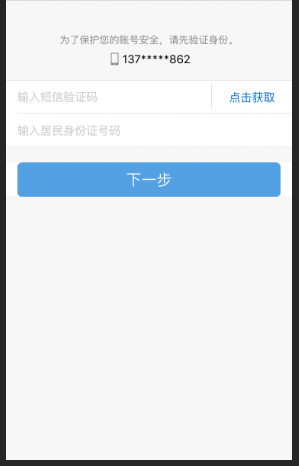 为了保护您的账号安全，请先验证身份。
137*****862
输入短信验证码
点击获取
输入居民身份证号码
下一步